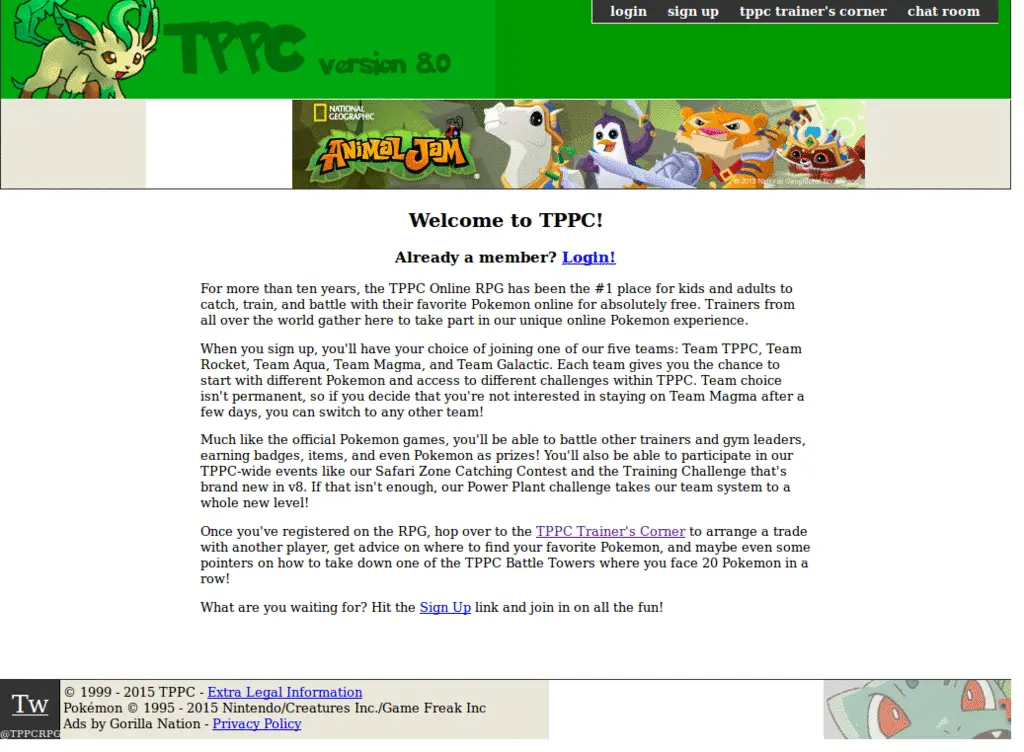 login sign up tppc trainer's corner chat room
TPPC version 8.0
NATIONAL
GEOGRAPHIC
ANIMAL JAM
Welcome to TPPC!
Already a member? Login!
For more than ten years, the TPPC Online RPG has been the #1 place for kids and adults to
catch, train, and battle with their favorite Pokemon online for absolutely free. Trainers from
all over the world gather here to take part in our unique online Pokemon experience.
When you sign up, you'll have your choice of joining one of our five teams: Team TPPC, Team
Rocket, Team Aqua, Team Magma, and Team Galactic. Each team gives you the chance to
start with different Pokemon and access to different challenges within TPPC. Team choice
isn't permanent, so if you decide that you're not interested in staying on Team Magma after a
few days, you can switch to any other team!
Much like the official Pokemon games, you'll be able to battle other trainers and gym leaders,
earning badges, items, and even Pokemon as prizes! You'll also be able to participate in our
TPPC-wide events like our Safari Zone Catching Contest and the Training Challenge that's
brand new in v8. If that isn't enough, our Power Plant challenge takes our team system to a
whole new level!
Once you've registered on the RPG, hop over to the TPPC Trainer's Corner to arrange a trade
with another player, get advice on where to find your favorite Pokemon, and maybe even some
pointers on how to take down one of the TPPC Battle Towers where you face 20 Pokemon in a
row!
What are you waiting for? Hit the Sign Up link and join in on all the fun!
Tw
@TPPCRPG
© 1999 - 2015 TPPC - Extra Legal Information
Pokémon © 1995 - 2015 Nintendo/Creatures Inc./Game Freak Inc
Ads by Gorilla Nation - Privacy Policy